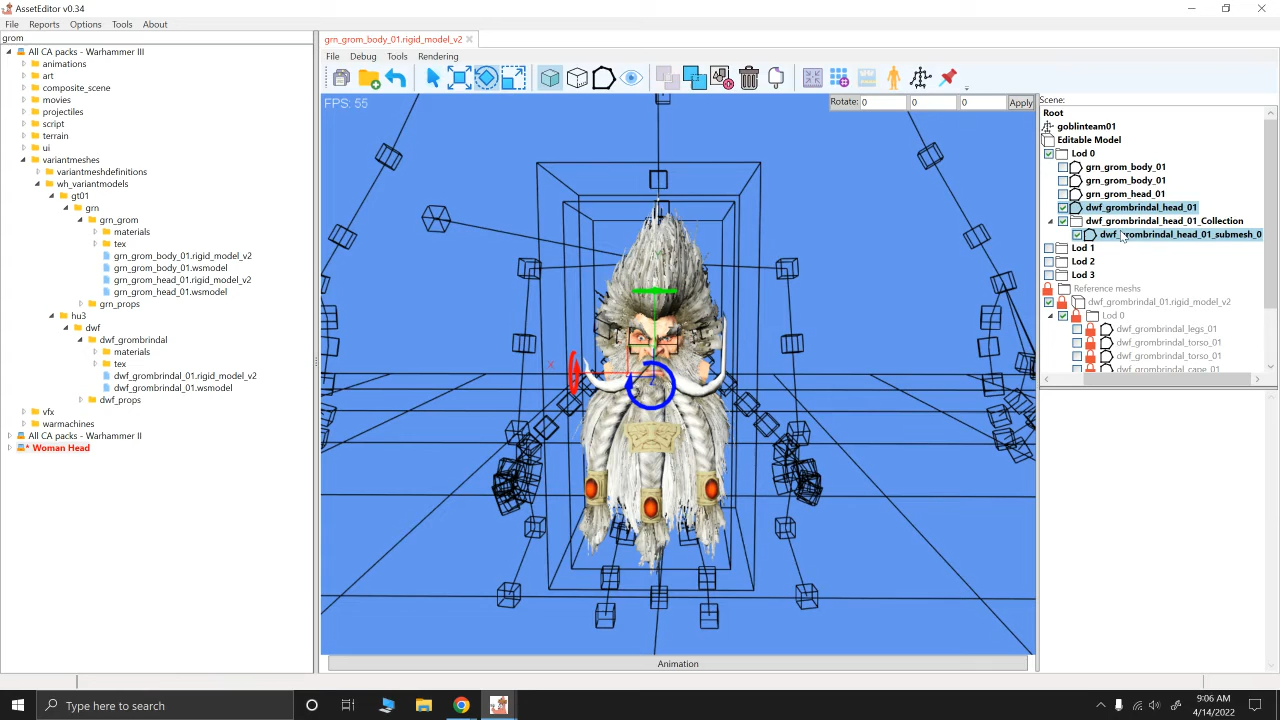 AssetEditor v0.34
File Reports Options Tools About
grom
All CA packs - Warhammer III
animations
art
composite_scene
movies
projectiles
script
terrain
ui
variantmeshes
variantmeshdefinitions
wh_variantmodels
gt01
grn
grn_grom
materials
tex
grn_grom_body_01.rigid_model_v2
grn_grom_body_01.wsmodel
grn_grom_head_01.rigid_model_v2
grn_grom_head_01.wsmodel
grn_props
hu3
dwf
dwf_grombrindal
materials
tex
dwf_grombrindal_01.rigid_model_v2
dwf_grombrindal_01.wsmodel
dwf_props
vfx
warmachines
All CA packs - Warhammer II
* Woman Head
grn_grom_body_01.rigid_model_v2
File Debug Tools Rendering
FPS: 55
Rotate: 0 0 0 Apply
X
Z
Animation
Scene:
Root
goblinteam01
Editable Model
Lod 0
grn_grom_body_01
grn_grom_body_01
grn_grom_head_01
dwf_grombrindal_head_01
dwf_grombrindal_head_01_Collection
dwf_grombrindal_head_01_submesh_0
Lod 1
Lod 2
Lod 3
Reference meshs
dwf_grombrindal_01.rigid_model_v2
Lod 0
dwf_grombrindal_legs_01
dwf_grombrindal_torso_01
dwf_grombrindal_torso_01
dwf_grombrindal_cape_01
Type here to search
9:06 AM
4/14/2022